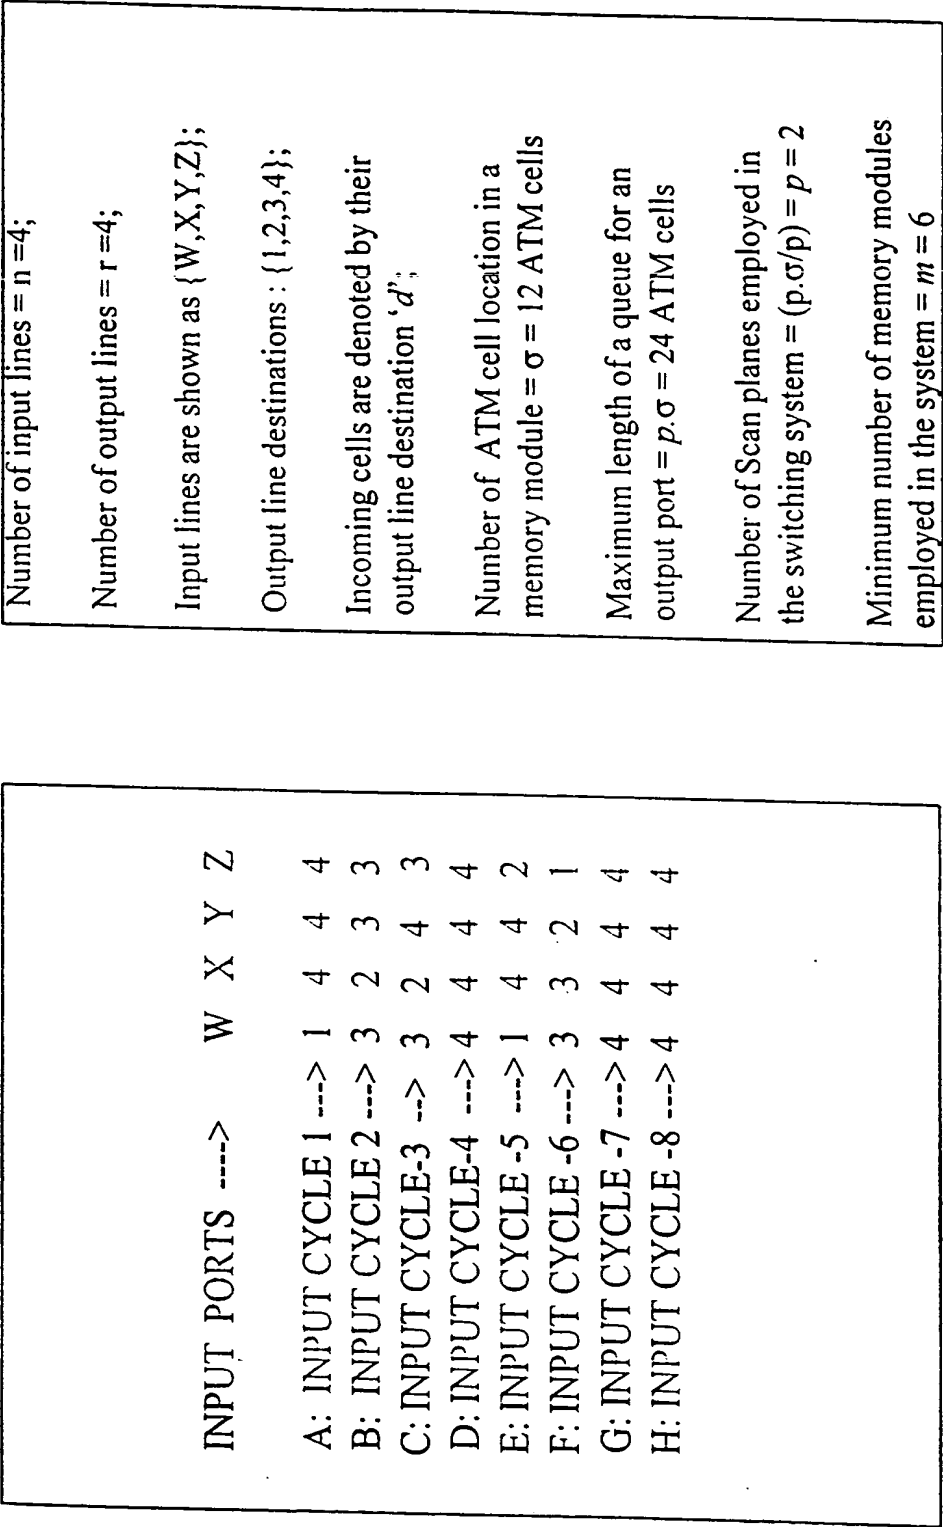 INPUT PORTS ----> W X Y Z
A: INPUT CYCLE 1 ---> 1 4 4 4
B: INPUT CYCLE 2 ---> 3 2 3 3
C: INPUT CYCLE-3 --> 3 2 4 3
D: INPUT CYCLE-4 ---> 4 4 4 4
E: INPUT CYCLE -5 ---> 1 4 4 2
F: INPUT CYCLE -6 ---> 3 3 2 1
G: INPUT CYCLE -7 ---> 4 4 4 4
H: INPUT CYCLE -8 ---> 4 4 4 4
Number of input lines = n =4;
Number of output lines = r =4;
Input lines are shown as {W,X,Y,Z};
Output line destinations : {1,2,3,4};
Incoming cells are denoted by their
output line destination ‘d’;
Number of ATM cell location in a
memory module = σ = 12 ATM cells
Maximum length of a queue for an
output port = p.σ = 24 ATM cells
Number of Scan planes employed in
the switching system = (p.σ/p) = p = 2
Minimum number of memory modules
employed in the system = m = 6